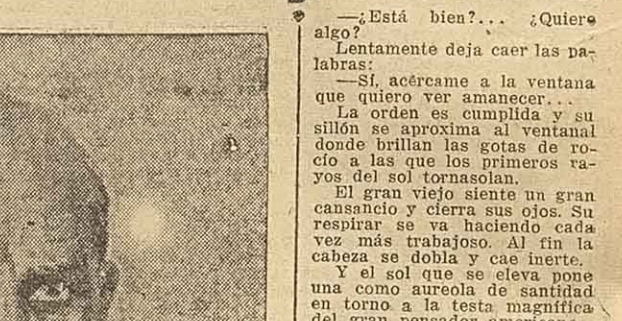 —¿Está bien?... ¿Quiere
algo?
Lentamente deja caer las pa-
labras:
—Sí, acércame a la ventana
que quiero ver amanecer...
La orden es cumplida y su
sillón se aproxima al ventanal
donde brillan las gotas de ro-
cío a las que los primeros ra-
yos del sol tornasolan.
El gran viejo siente un gran
cansancio y cierra sus ojos. Su
respirar se va haciendo cada
vez más trabajoso. Al fin la
cabeza se dobla y cae inerte.
Y el sol que se eleva pone
una como aureola de santidad
en torno a la testa magnífica
del gran pensador